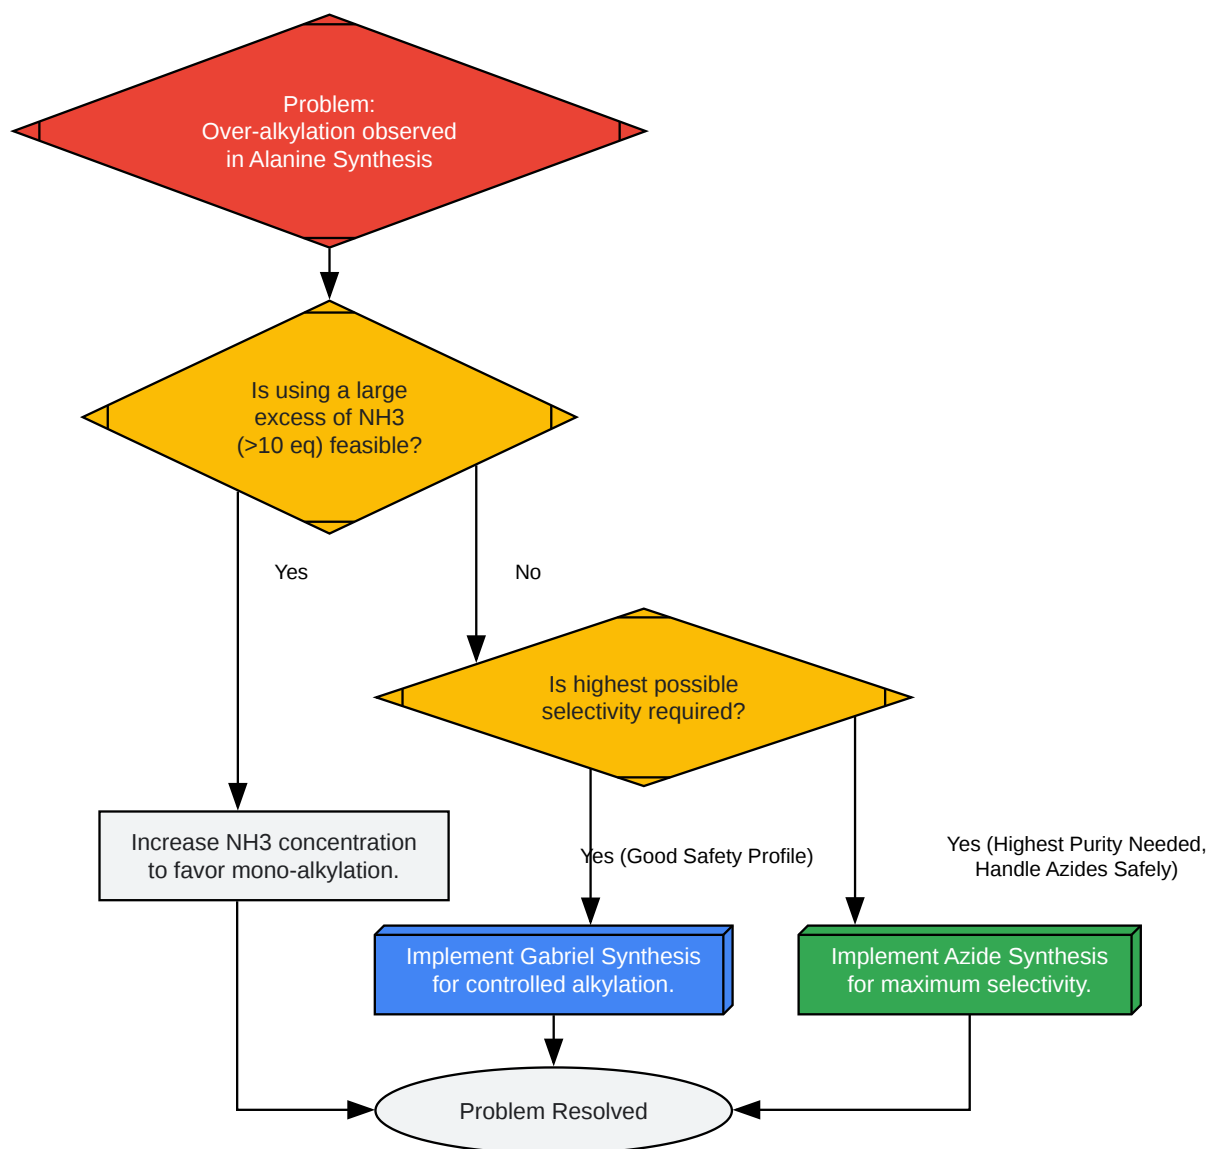 Problem:
Over-alkylation observed
in Alanine Synthesis
Is using a large
excess of NH3
(>10 eq) feasible?
Yes
No
Is highest possible
selectivity required?
Increase NH3 concentration
to favor mono-alkylation.
Yes (Good Safety Profile)
Yes (Highest Purity Needed,
Handle Azides Safely)
Implement Gabriel Synthesis
for controlled alkylation.
Implement Azide Synthesis
for maximum selectivity.
Problem Resolved